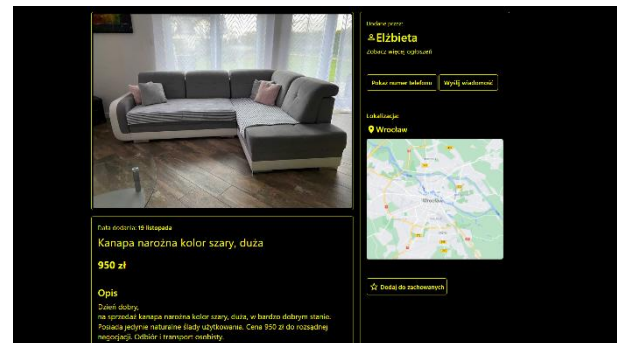 Data dodania: 19 listopada
Kanapa narożna kolor szary, duża
950 zł
Opis
Dzień dobry,
na sprzedaż kanapa narożna kolor szary, duża, w bardzo dobrym stanie.
Posiada jedynie naturalne ślady użytkowania. Cena 950 zł do rozsądnej
negocjacji. Odbiór i transport osobisty.
Dodane przez:
Elżbieta
Zobacz więcej ogłoszeń
Pokaż numer telefonu
Wyślij wiadomość
Lokalizacja:
Wrocław
Wrocław
Dodaj do zachowanych